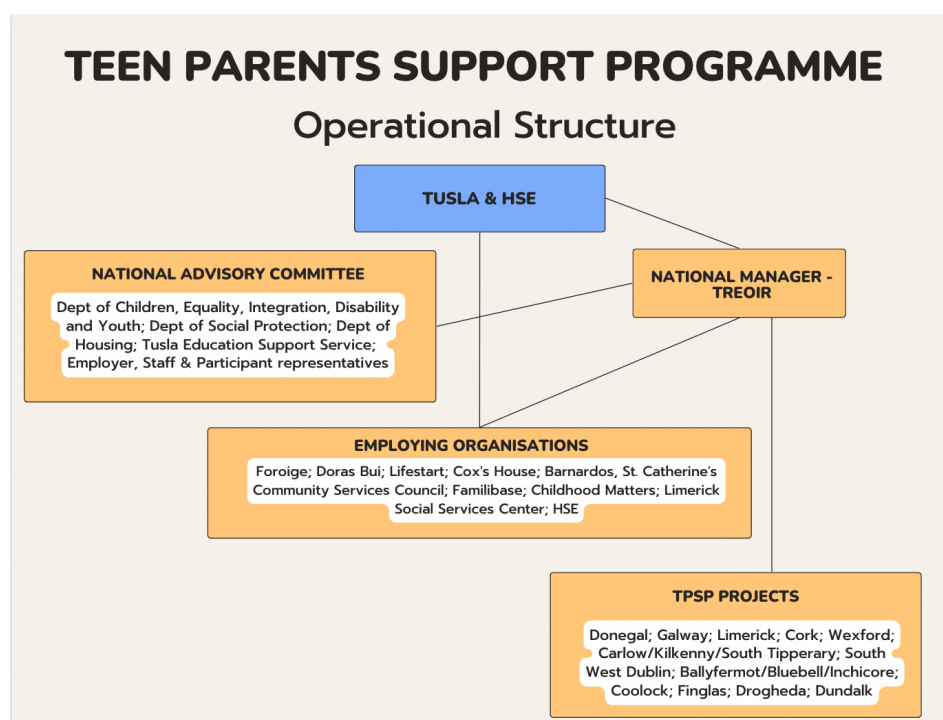 TEEN PARENTS SUPPORT PROGRAMME
Operational Structure
TUSLA & HSE
NATIONAL ADVISORY COMMITTEE
Dept of Children, Equality, Integration, Disability
and Youth; Dept of Social Protection; Dept of
Housing; Tusla Education Support Service;
Employer, Staff & Participant representatives
NATIONAL MANAGER -
TREOIR
EMPLOYING ORGANISATIONS
Foroige; Doras Bui; Lifestart; Cox's House; Barnardos, St. Catherine's
Community Services Council; Familibase; Childhood Matters; Limerick
Social Services Center; HSE
TPSP PROJECTS
Donegal; Galway; Limerick; Cork; Wexford;
Carlow/Kilkenny/South Tipperary; South
West Dublin; Ballyfermot/Bluebell/Inchicore;
Coolock; Finglas; Drogheda; Dundalk